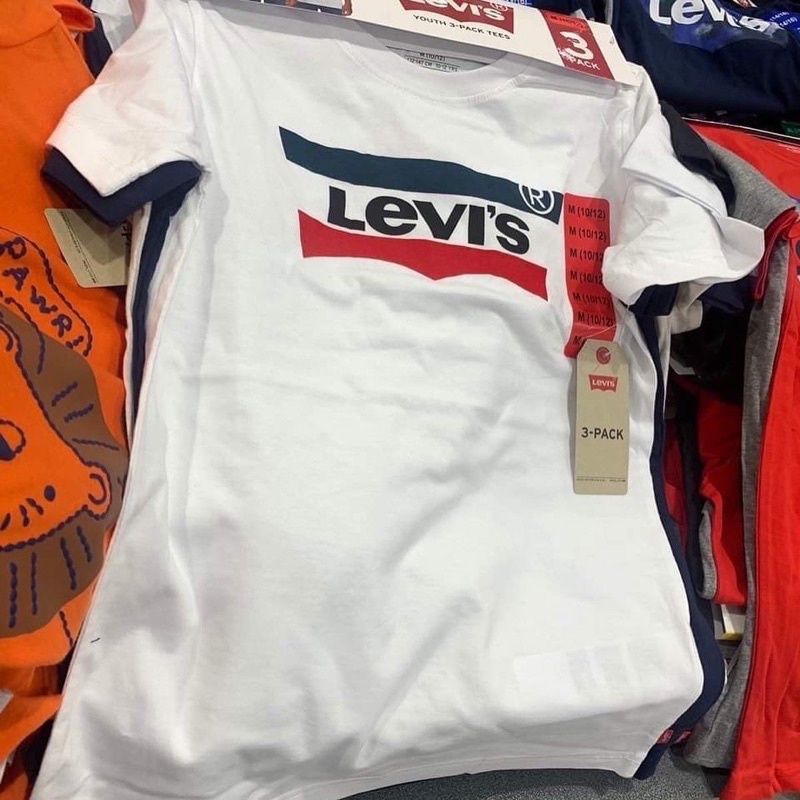 LEVI'S®
YOUTH 3-PACK TEES
3
PACK
M (10/12)
Levi's
LEVI'S®
M (10/12)
M (10/12)
M (10/12)
M (10/12)
M (10/12)
M (10/12)
M
LEVI'S
3-PACK
RAWR!